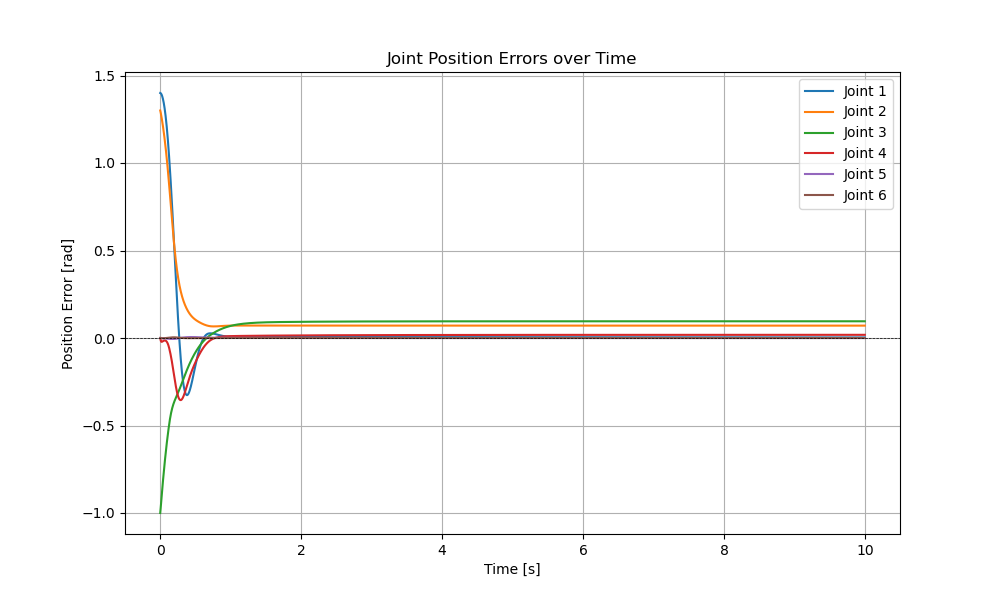 Joint Position Errors over Time
1.5
1.0
0.5
0.0
−0.5
−1.0
Position Error [rad]
Joint 1
Joint 2
Joint 3
Joint 4
Joint 5
Joint 6
0 2 4 6 8 10
Time [s]